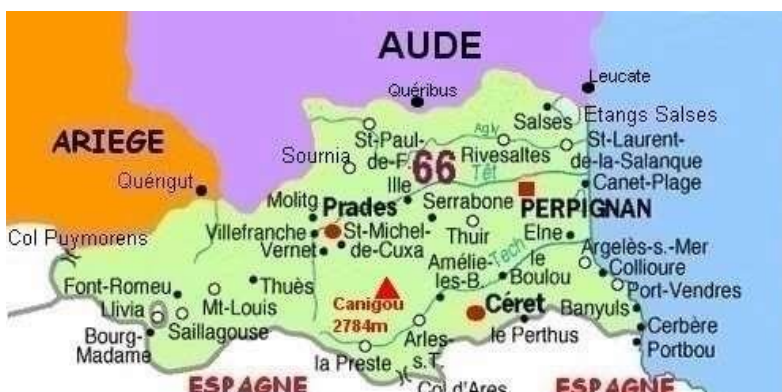 AUDE
Leucate
Quéribus
Etangs Salses
Salses
ARIEGE
St-Paul-
de-F.
Agly
Rivesaltes
St-Laurent-
de-la-Salanque
Sournia
66
Têt
Quérigut
Ille
Canet-Plage
Molitg
Prades
Serrabone
PERPIGNAN
Villefranche
St-Michel-
de-Cuxa
Thuir
Elne
Vernet
Col Puymorens
Tech
Argelès-s.-Mer
Amélie-
les-B.
le
Boulou
Collioure
Font-Romeu
Thuès
Port-Vendres
Llivia
Mt-Louis
Canigou
2784m
Céret
Banyuls
Saillagouse
Bourg-
Madame
Arles-
s.T
le Perthus
Cerbère
la Preste
Portbou
ESPAGNE
Col d'Ares
ESPAGNE